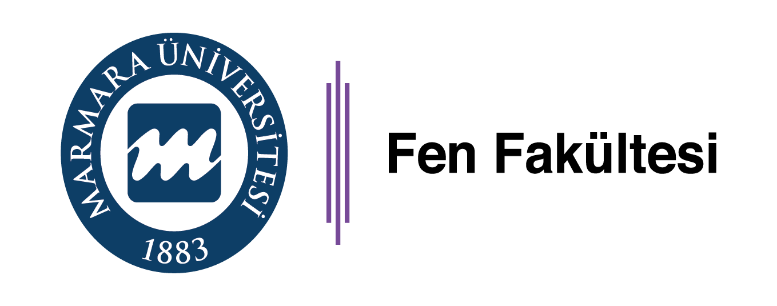 MARMARA ÜNİVERSİTESİ
1883
Fen Fakültesi